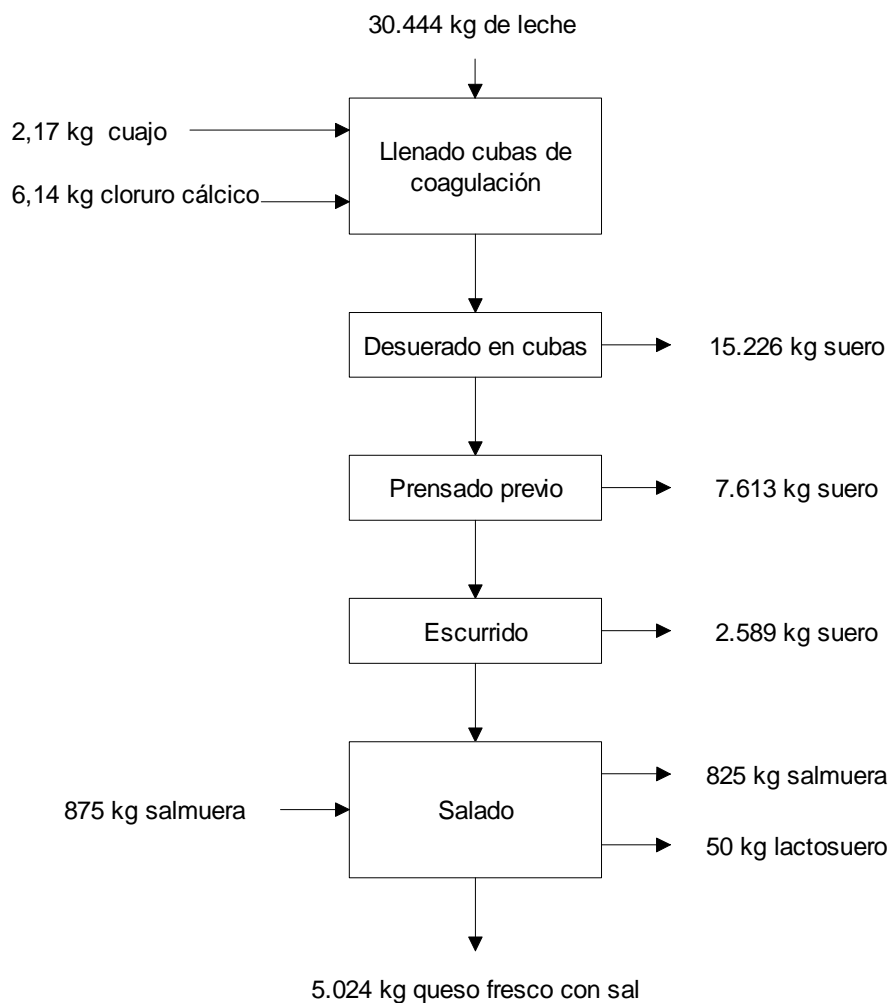 30.444 kg de leche
2,17 kg cuajo
6,14 kg cloruro cálcico
Llenado cubas de
coagulación
Desuerado en cubas
15.226 kg suero
Prensado previo
7.613 kg suero
Escurrido
2.589 kg suero
875 kg salmuera
Salado
825 kg salmuera
50 kg lactosuero
5.024 kg queso fresco con sal